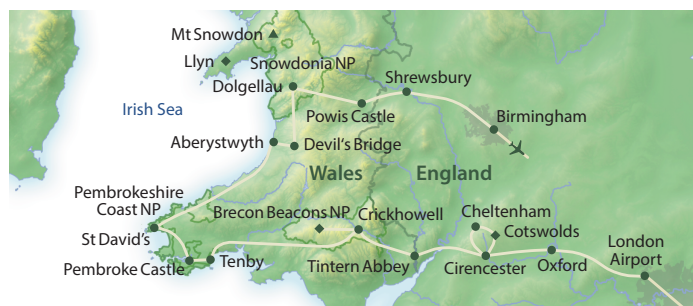 Mt Snowdon
Llyn
Snowdonia NP
Dolgellau
Shrewsbury
Irish Sea
Powis Castle
Birmingham
Aberystwyth
Devil's Bridge
Wales
England
Pembrokeshire
Coast NP
Brecon Beacons NP
Crickhowell
Cheltenham
St David's
Cotswolds
London
Airport
Pembroke Castle
Tenby
Tintern Abbey
Cirencester
Oxford